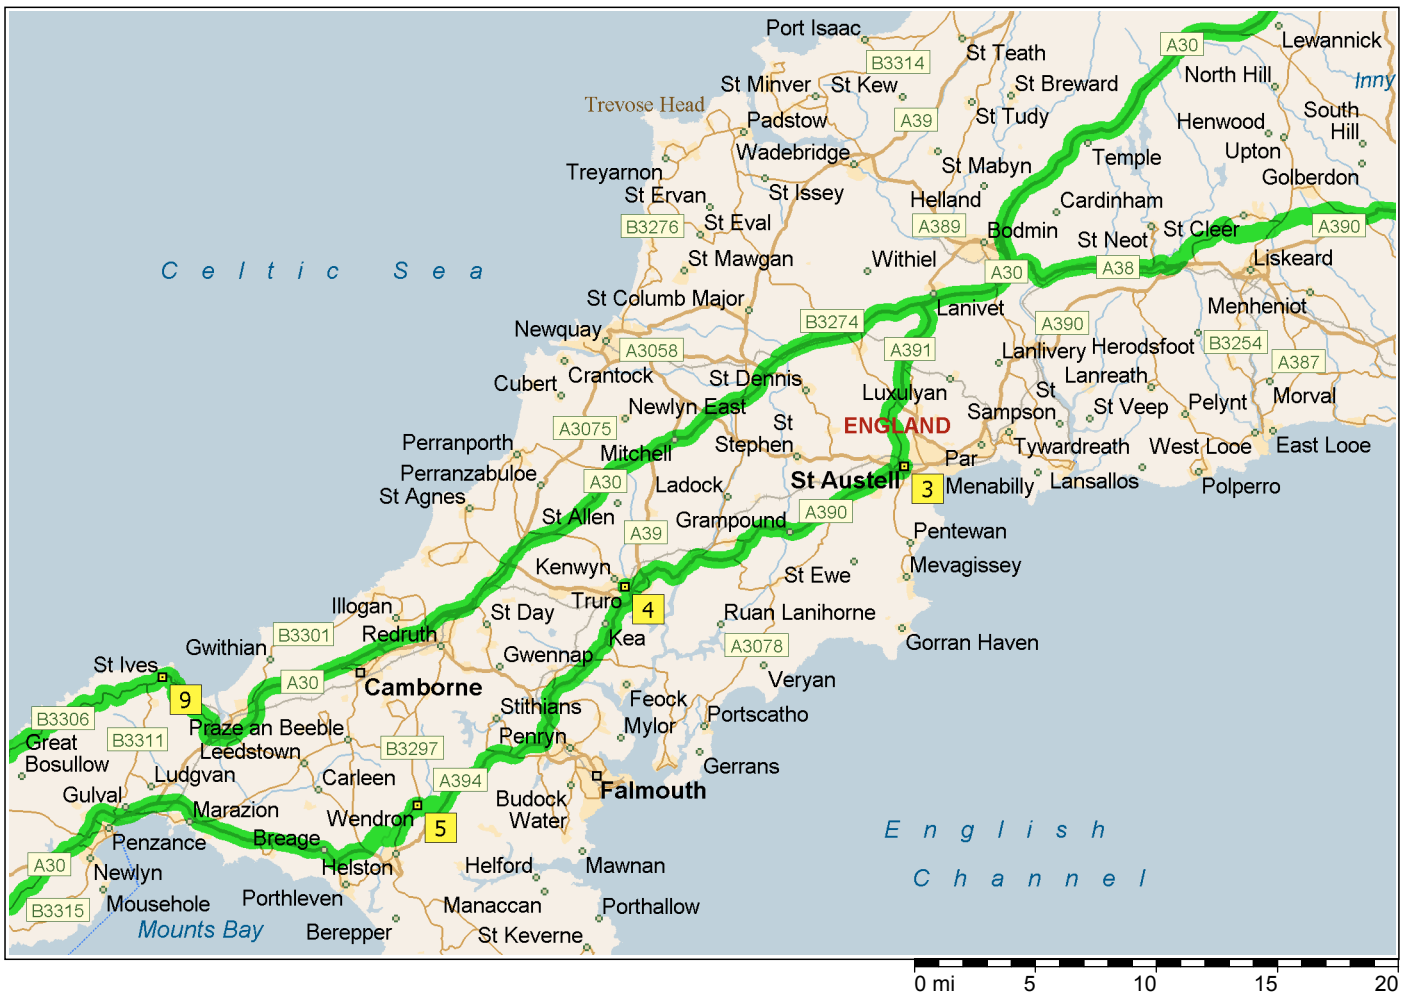 Port Isaac
A30
Lewannick
St Teath
B3314
North Hill
Inny
St Minver
St Kew
St Breward
Trevose Head
South
Hill
Padstow
A39
St Tudy
Henwood
Wadebridge
St Mabyn
Temple
Upton
Treyarnon
Golberdon
St Ervan
St Issey
Helland
Cardinham
B3276
St Eval
A389
Bodmin
St Neot
St Cleer
A390
Celtic Sea
St Mawgan
Withiel
A30
A38
Liskeard
St Columb Major
Lanivet
Menheniot
Newquay
B3274
A390
A3058
A391
Lanlivery
Herodsfoot
B3254
A387
Cubert
Crantock
St Dennis
Luxulyan
St
Sampson
Lanreath
Morval
Newlyn East
St Veep
Pelynt
A3075
St
Stephen
ENGLAND
Perranporth
Mitchell
Tywardreath
West Looe
East Looe
Par
Perranzabuloe
A30
Ladock
St Austell
3
Menabilly
Lansallos
Polperro
St Agnes
St Allen
A39
Grampound
A390
Pentewan
Kenwyn
St Ewe
Mevagissey
Illogan
Truro
4
St Day
Ruan Lanihorne
B3301
Redruth
Kea
A3078
Gorran Haven
Gwithian
St Ives
Gwennap
A30
Camborne
Veryan
9
Feock
B3306
Praze an Beeble
Stithians
Mylor
Portscatho
Great
Bosullow
B3311
Leedstown
B3297
Penryn
Gerrans
Ludgvan
Carleen
A394
Gulval
Falmouth
Marazion
Wendron
5
Budock
Water
English
Channel
Penzance
Breage
A30
Helston
Helford
Mawnan
Newlyn
Porthleven
B3315
Mousehole
Manaccan
Porthallow
Mounts Bay
Berepper
St Keverne
0 mi 5 10 15 20